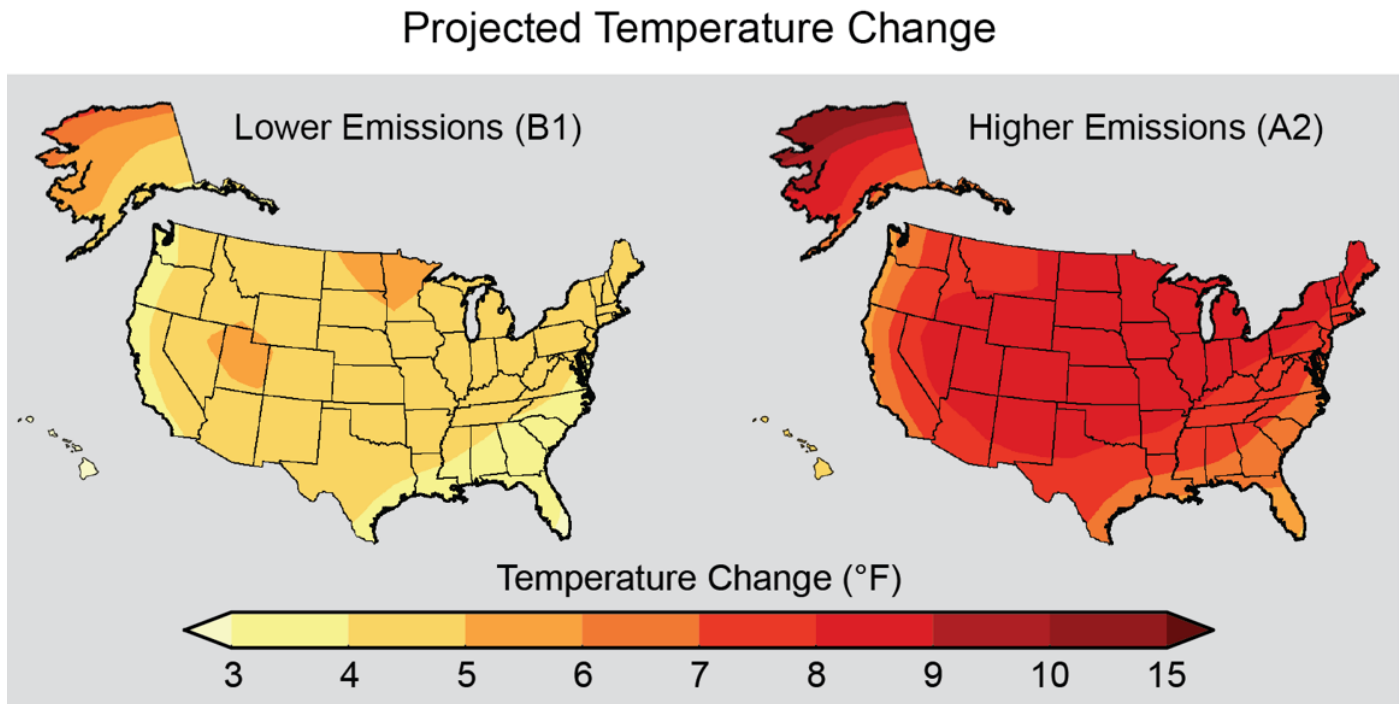 Projected Temperature Change
Lower Emissions (B1)
Higher Emissions (A2)
Temperature Change (°F)
3 4 5 6 7 8 9 10 15